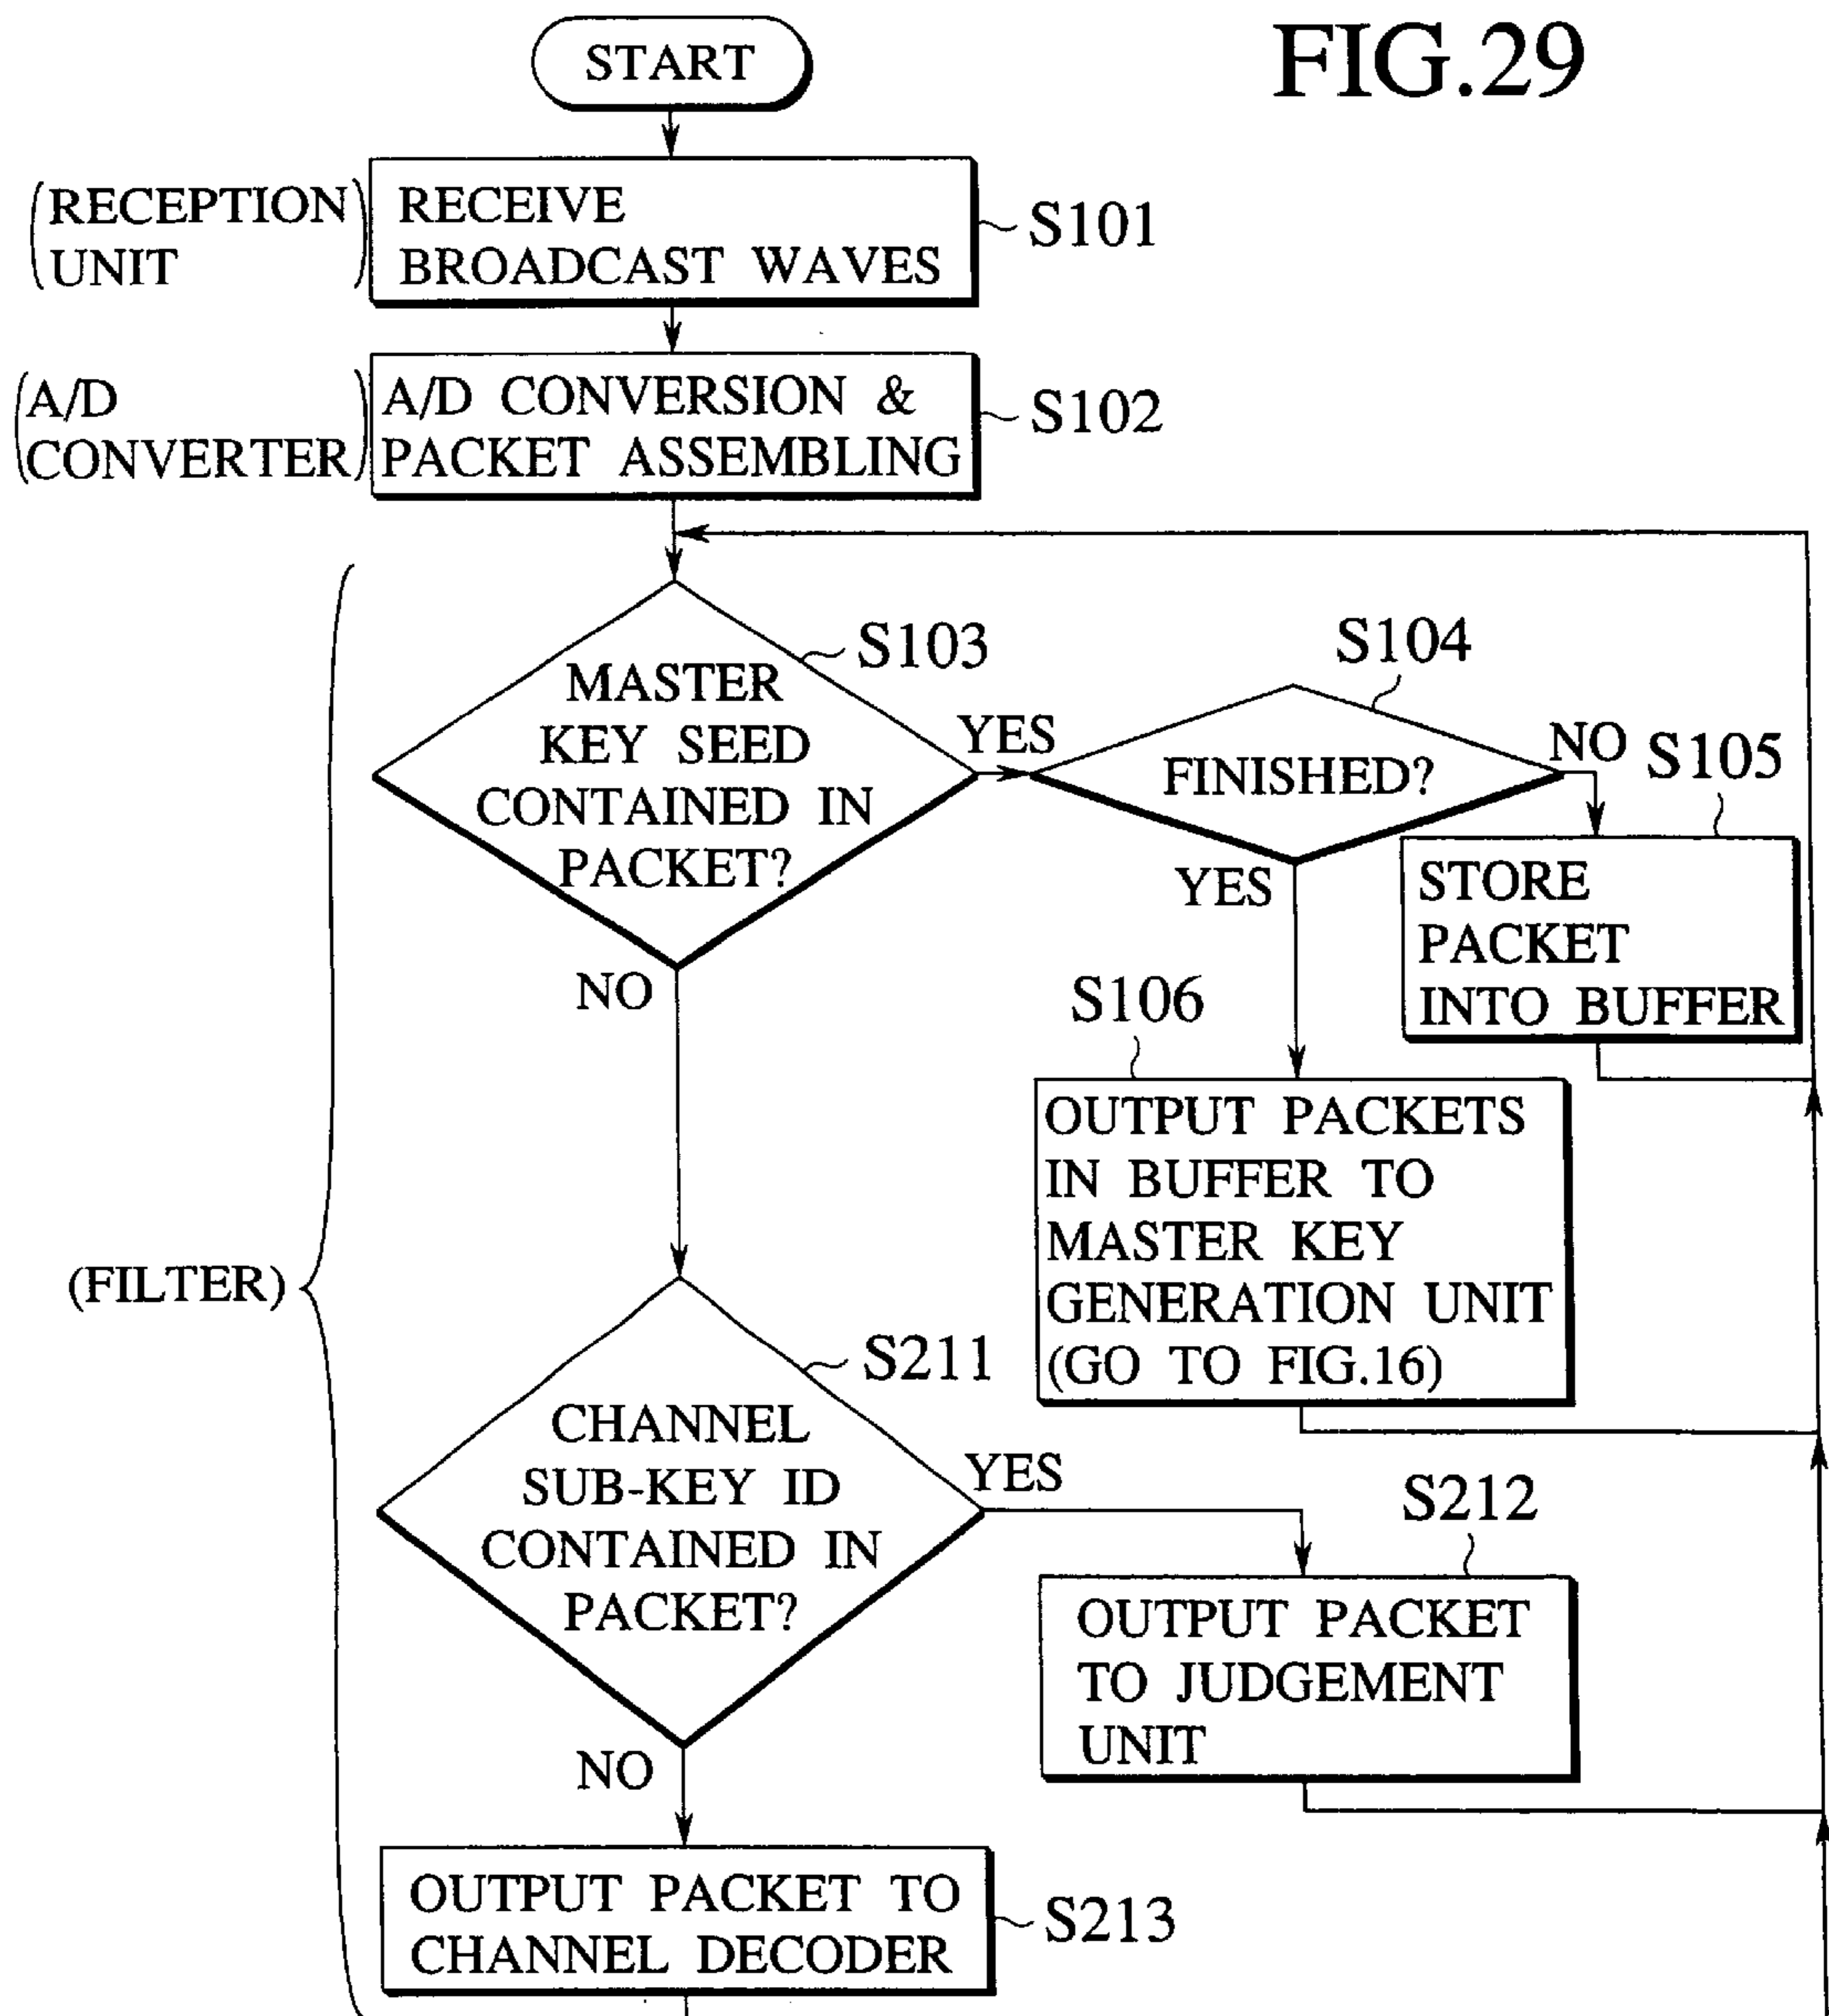 FIG.29
START
(RECEPTION
UNIT)
RECEIVE
BROADCAST WAVES
S101
(A/D
CONVERTER)
A/D CONVERSION &
PACKET ASSEMBLING
S102
S103
MASTER
KEY SEED
CONTAINED IN
PACKET?
YES
NO
S104
FINISHED?
NO
YES
S105
STORE
PACKET
INTO BUFFER
S106
OUTPUT PACKETS
IN BUFFER TO
MASTER KEY
GENERATION UNIT
(GO TO FIG.16)
(FILTER)
S211
CHANNEL
SUB-KEY ID
CONTAINED IN
PACKET?
YES
NO
S212
OUTPUT PACKET
TO JUDGEMENT
UNIT
OUTPUT PACKET TO
CHANNEL DECODER
S213